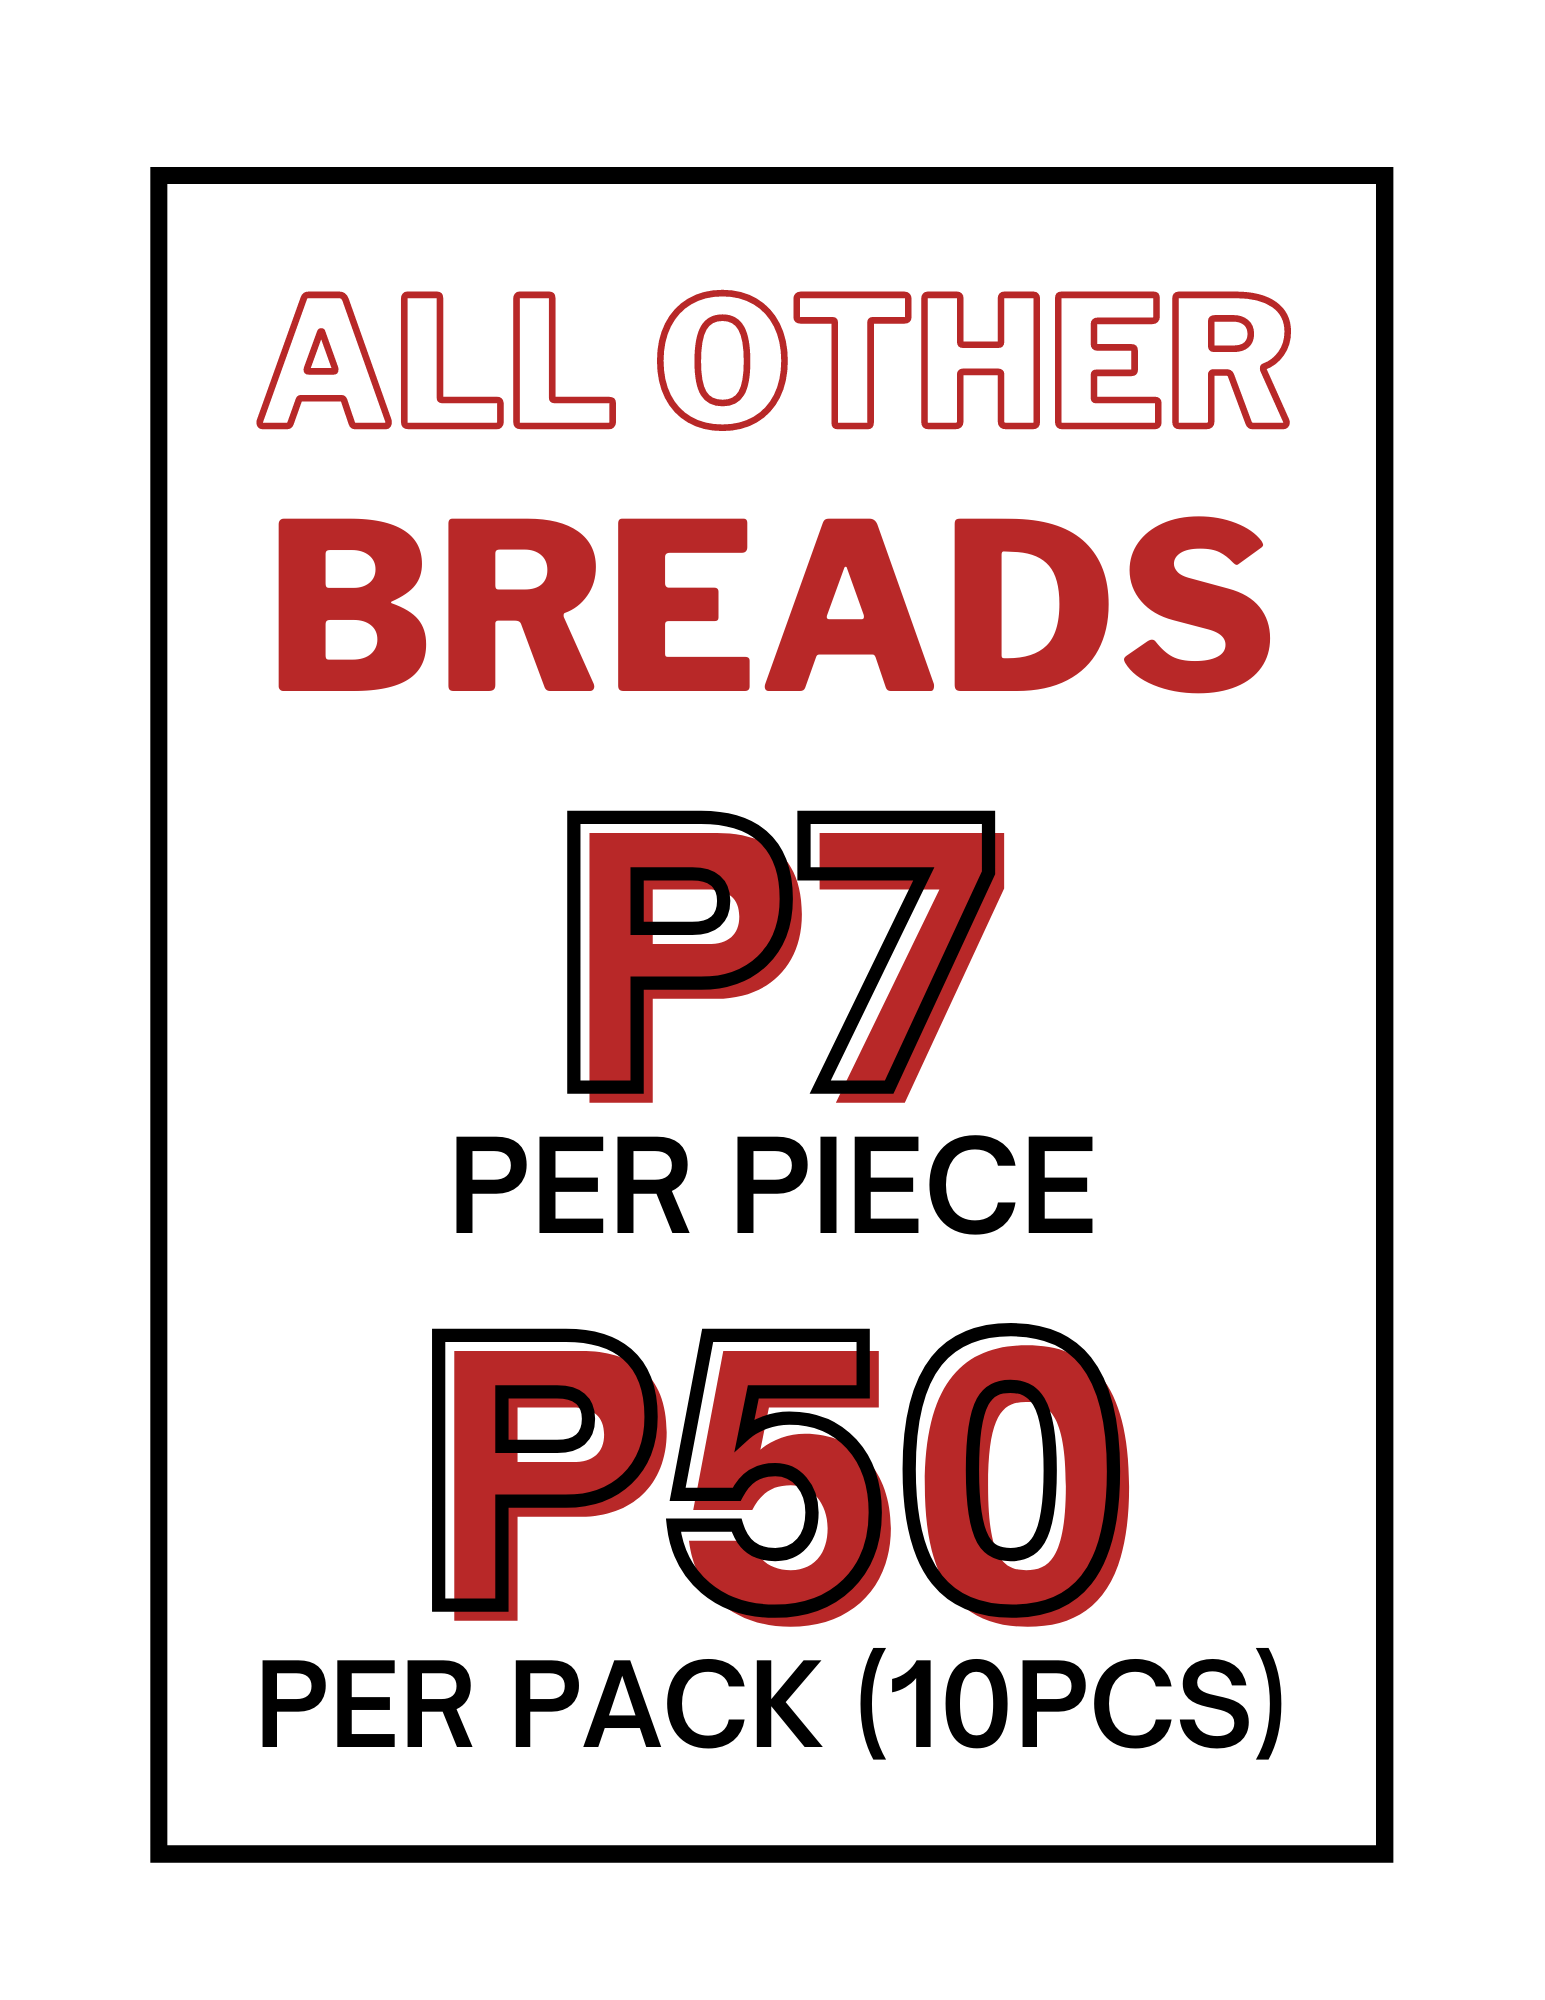 ALL OTHER
BREADS
P7
PER PIECE
P50
PER PACK (10PCS)